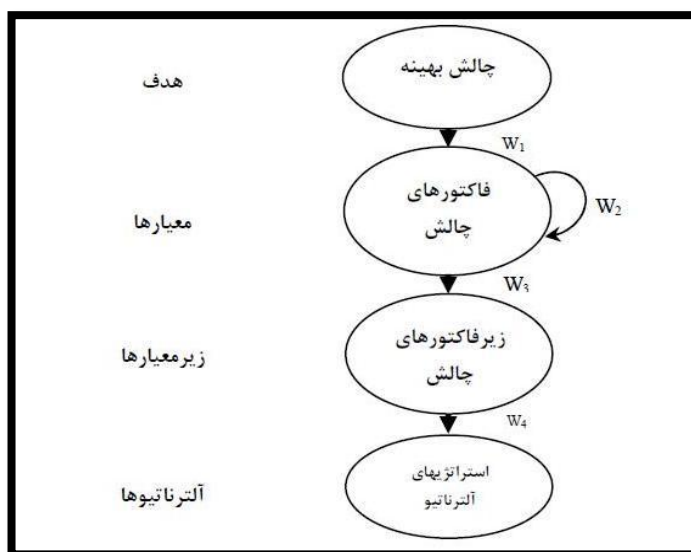 چالش بهینه
هدف
W₁
فاکتورهای
چالش
معیارها
W₂
W₃
زیرفاکتورهای
چالش
زیرمعیارها
W₄
استراتژیهای
آلترناتیو
آلترناتیوها